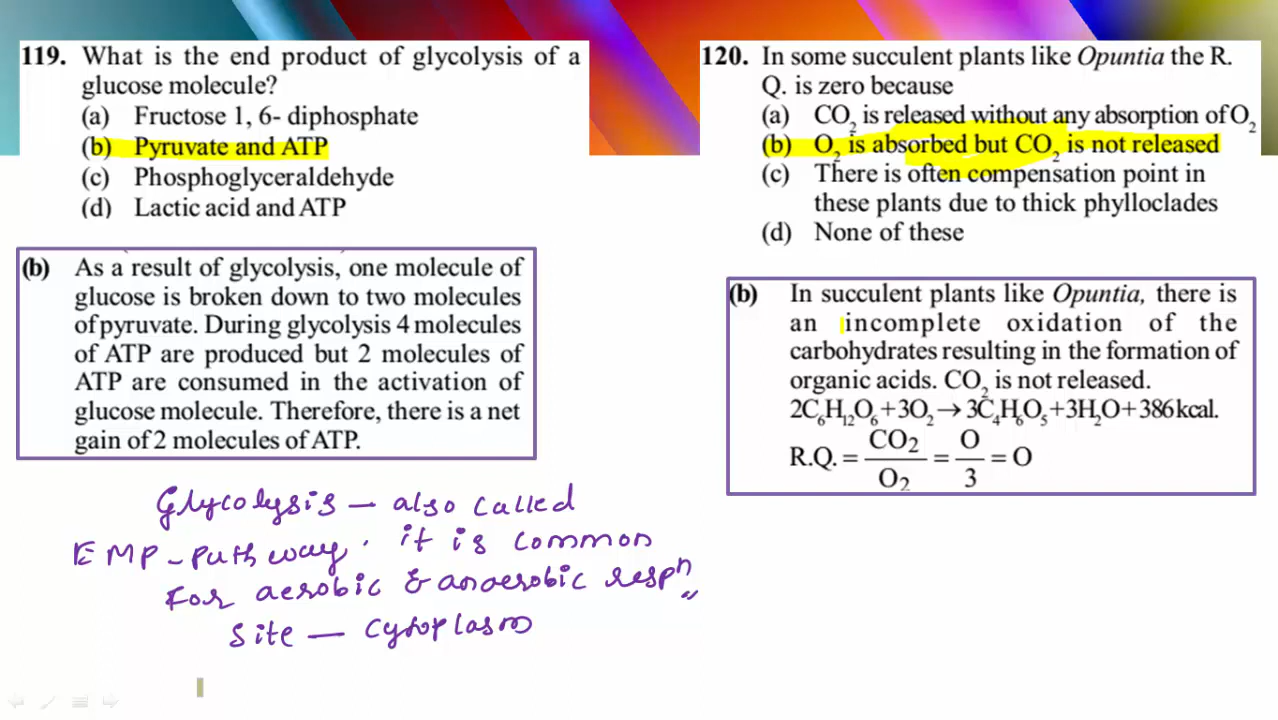 119. What is the end product of glycolysis of a
glucose molecule?
(a) Fructose 1, 6- diphosphate
(b) Pyruvate and ATP
(c) Phosphoglyceraldehyde
(d) Lactic acid and ATP
(b) As a result of glycolysis, one molecule of
glucose is broken down to two molecules
of pyruvate. During glycolysis 4 molecules
of ATP are produced but 2 molecules of
ATP are consumed in the activation of
glucose molecule. Therefore, there is a net
gain of 2 molecules of ATP.
Glycolysis — also called
EMP - pathway. it is common
For aerobic & anaerobic respⁿ
Site — Cytoplasm
120. In some succulent plants like Opuntia the R.
Q. is zero because
(a) CO₂ is released without any absorption of O₂
(b) O₂ is absorbed but CO₂ is not released
(c) There is often compensation point in
these plants due to thick phylloclades
(d) None of these
(b) In succulent plants like Opuntia, there is
an incomplete oxidation of the
carbohydrates resulting in the formation of
organic acids. CO₂ is not released.
2C₆H₁₂O₆ + 3O₂ → 3C₄H₆O₅ + 3H₂O + 386 kcal.
R.Q. = CO₂/O₂ = O/3 = O